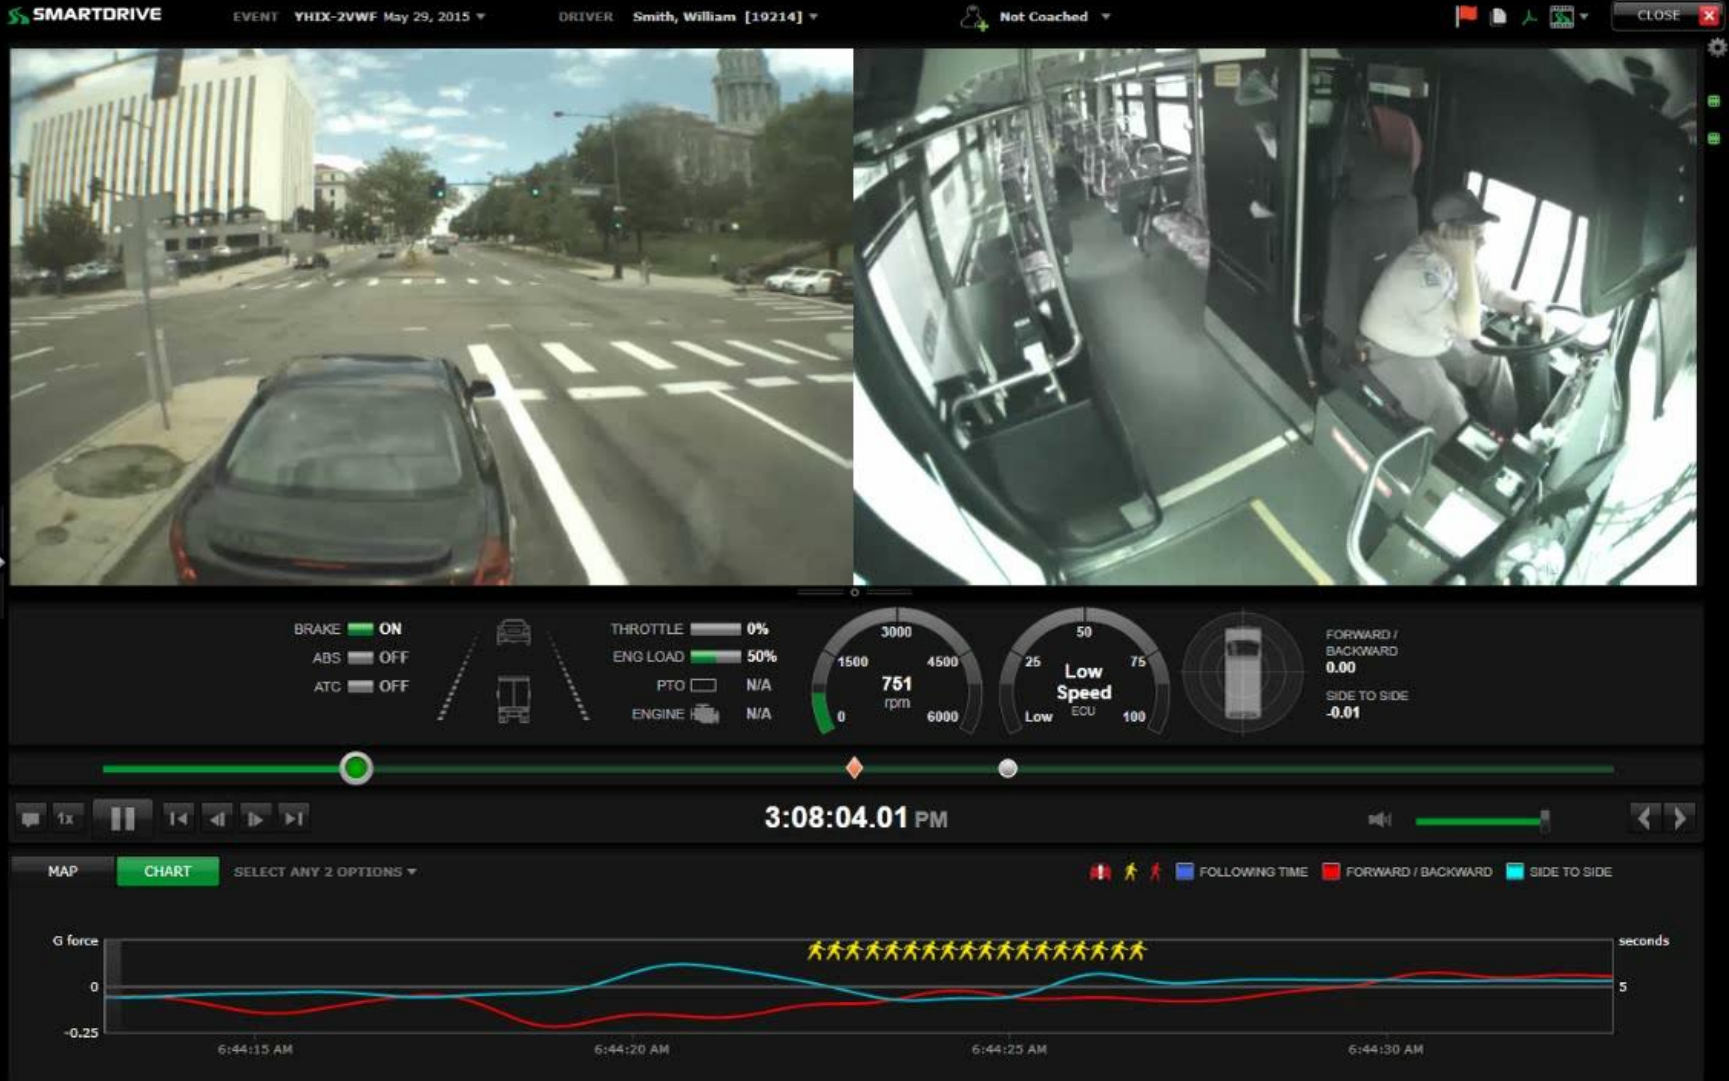 SMARTDRIVE EVENT YHIX-2VWF May 29, 2015 DRIVER Smith, William [19214] Not Coached CLOSE
BRAKE ON
ABS OFF
ATC OFF
THROTTLE 0%
ENG LOAD 50%
PTO N/A
ENGINE N/A
3000
1500 4500
751
rpm
0 6000
50
25 75
Low
Speed
ECU
Low 100
FORWARD /
BACKWARD
0.00
SIDE TO SIDE
-0.01
1x
3:08:04.01 PM
MAP CHART SELECT ANY 2 OPTIONS FOLLOWING TIME FORWARD / BACKWARD SIDE TO SIDE
G force seconds
0 5
-0.25
6:44:15 AM 6:44:20 AM 6:44:25 AM 6:44:30 AM